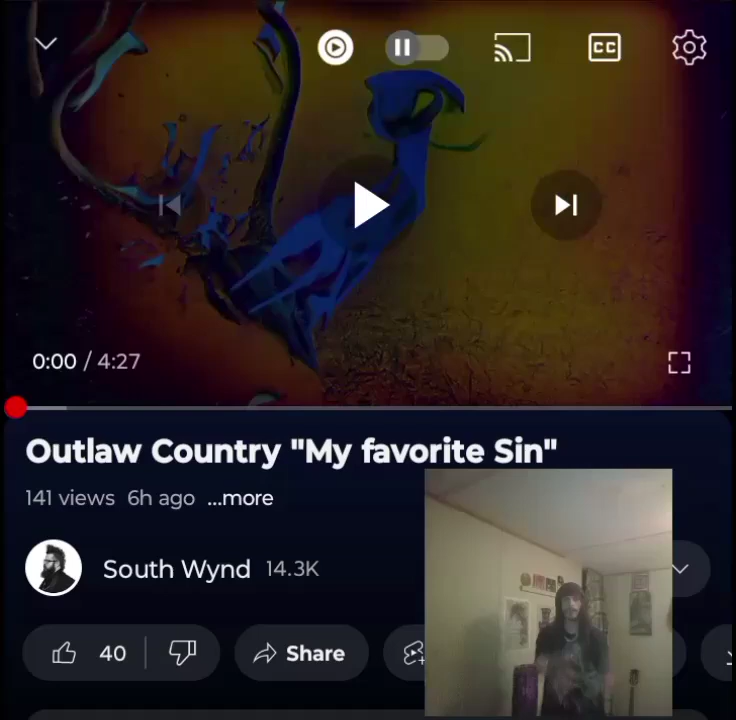 CC
0:00 / 4:27
Outlaw Country "My favorite Sin"
141 views 6h ago ...more
South Wynd 14.3K
40 Share